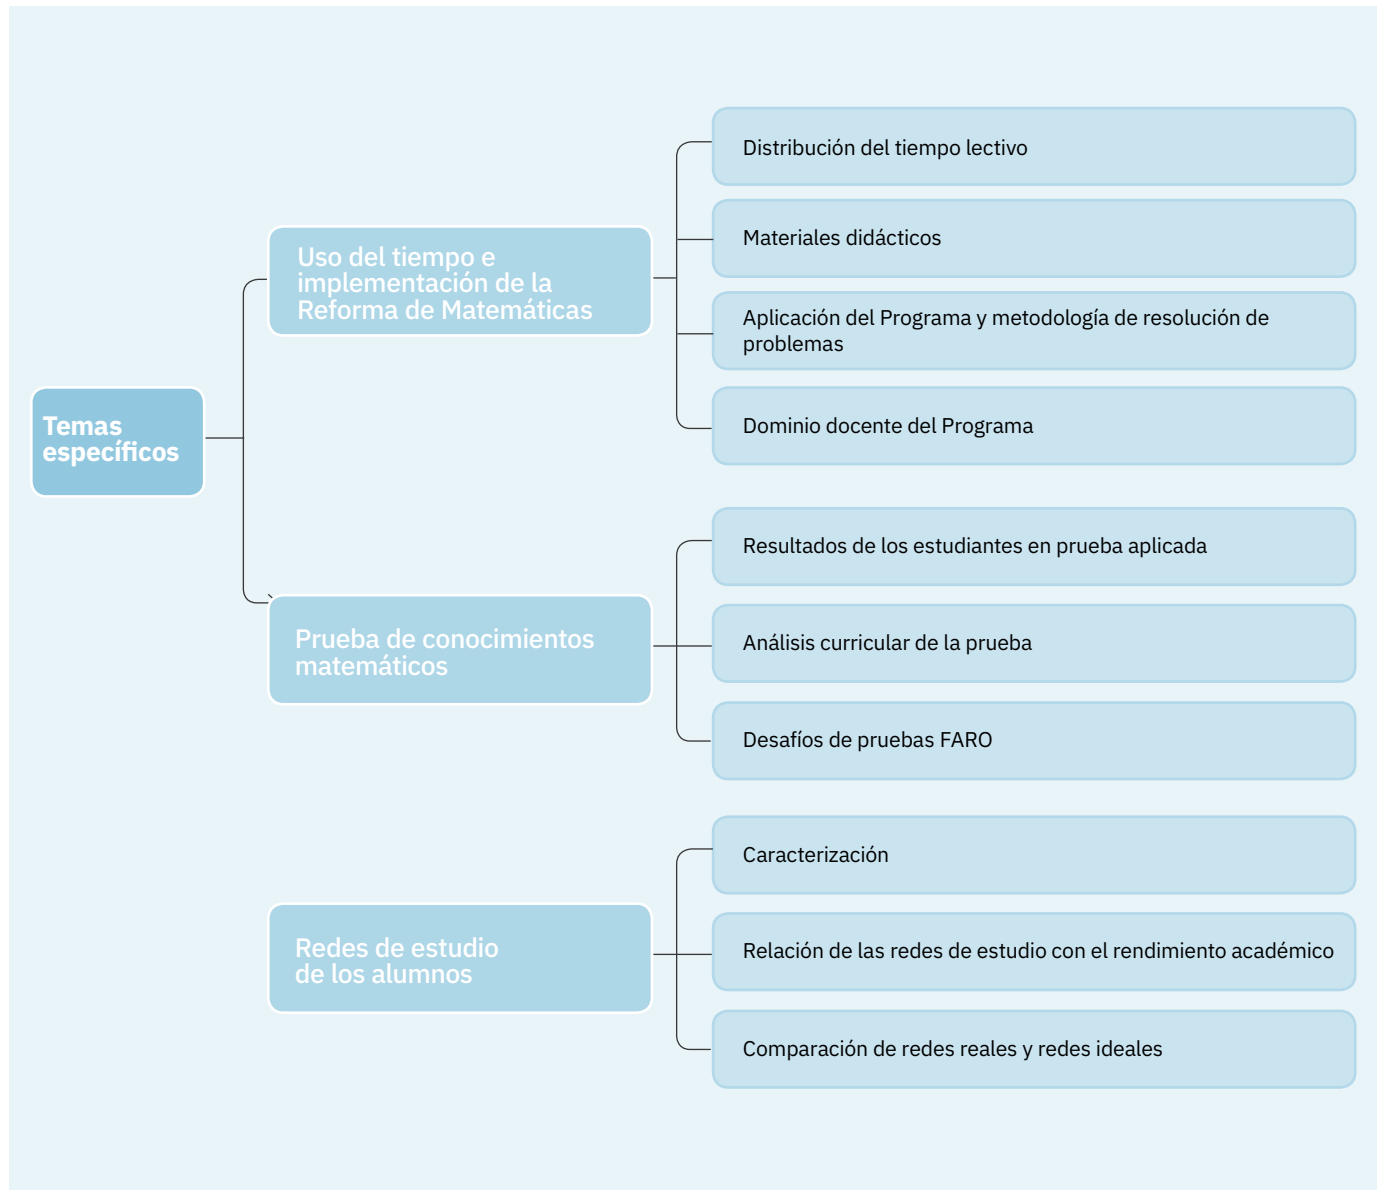 Temas
específicos
Uso del tiempo e
implementación de la
Reforma de Matemáticas
Distribución del tiempo lectivo
Materiales didácticos
Aplicación del Programa y metodología de resolución de
problemas
Dominio docente del Programa
Prueba de conocimientos
matemáticos
Resultados de los estudiantes en prueba aplicada
Análisis curricular de la prueba
Desafíos de pruebas FARO
Redes de estudio
de los alumnos
Caracterización
Relación de las redes de estudio con el rendimiento académico
Comparación de redes reales y redes ideales